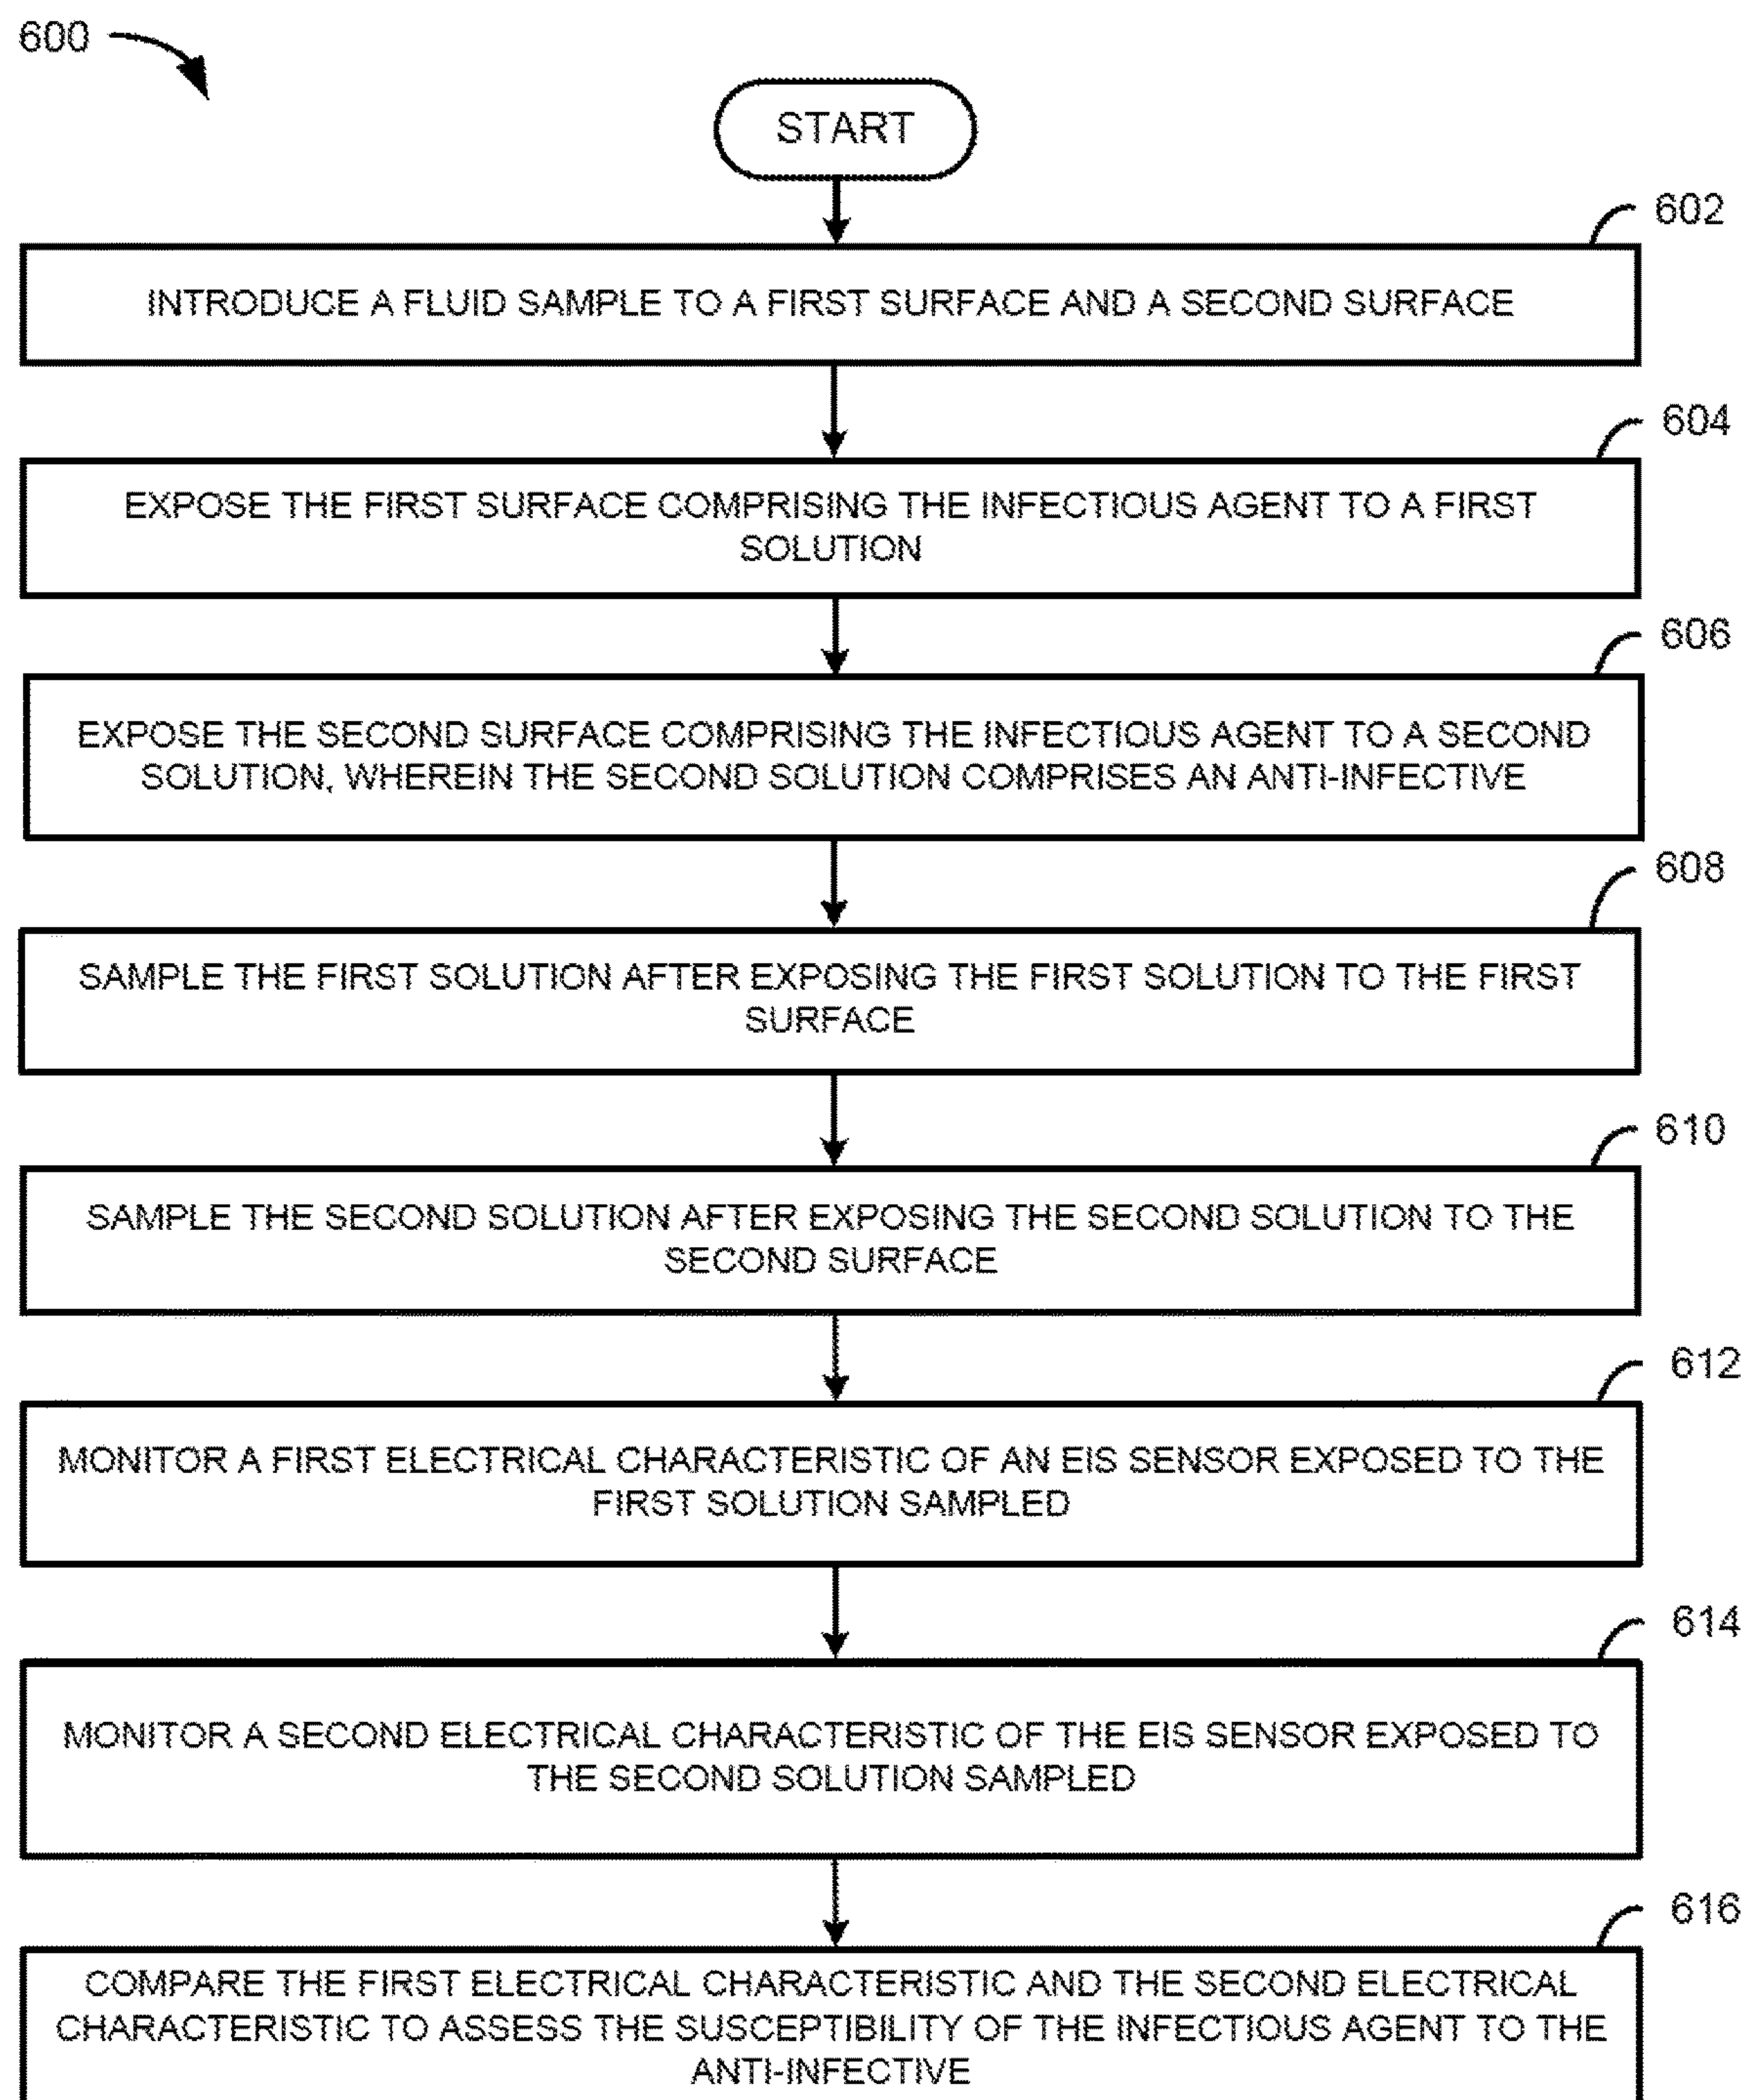 600
START
602
INTRODUCE A FLUID SAMPLE TO A FIRST SURFACE AND A SECOND SURFACE
604
EXPOSE THE FIRST SURFACE COMPRISING THE INFECTIOUS AGENT TO A FIRST
SOLUTION
606
EXPOSE THE SECOND SURFACE COMPRISING THE INFECTIOUS AGENT TO A SECOND
SOLUTION, WHEREIN THE SECOND SOLUTION COMPRISES AN ANTI-INFECTIVE
608
SAMPLE THE FIRST SOLUTION AFTER EXPOSING THE FIRST SOLUTION TO THE FIRST
SURFACE
610
SAMPLE THE SECOND SOLUTION AFTER EXPOSING THE SECOND SOLUTION TO THE
SECOND SURFACE
612
MONITOR A FIRST ELECTRICAL CHARACTERISTIC OF AN EIS SENSOR EXPOSED TO THE
FIRST SOLUTION SAMPLED
614
MONITOR A SECOND ELECTRICAL CHARACTERISTIC OF THE EIS SENSOR EXPOSED TO
THE SECOND SOLUTION SAMPLED
616
COMPARE THE FIRST ELECTRICAL CHARACTERISTIC AND THE SECOND ELECTRICAL
CHARACTERISTIC TO ASSESS THE SUSCEPTIBILITY OF THE INFECTIOUS AGENT TO THE
ANTI-INFECTIVE